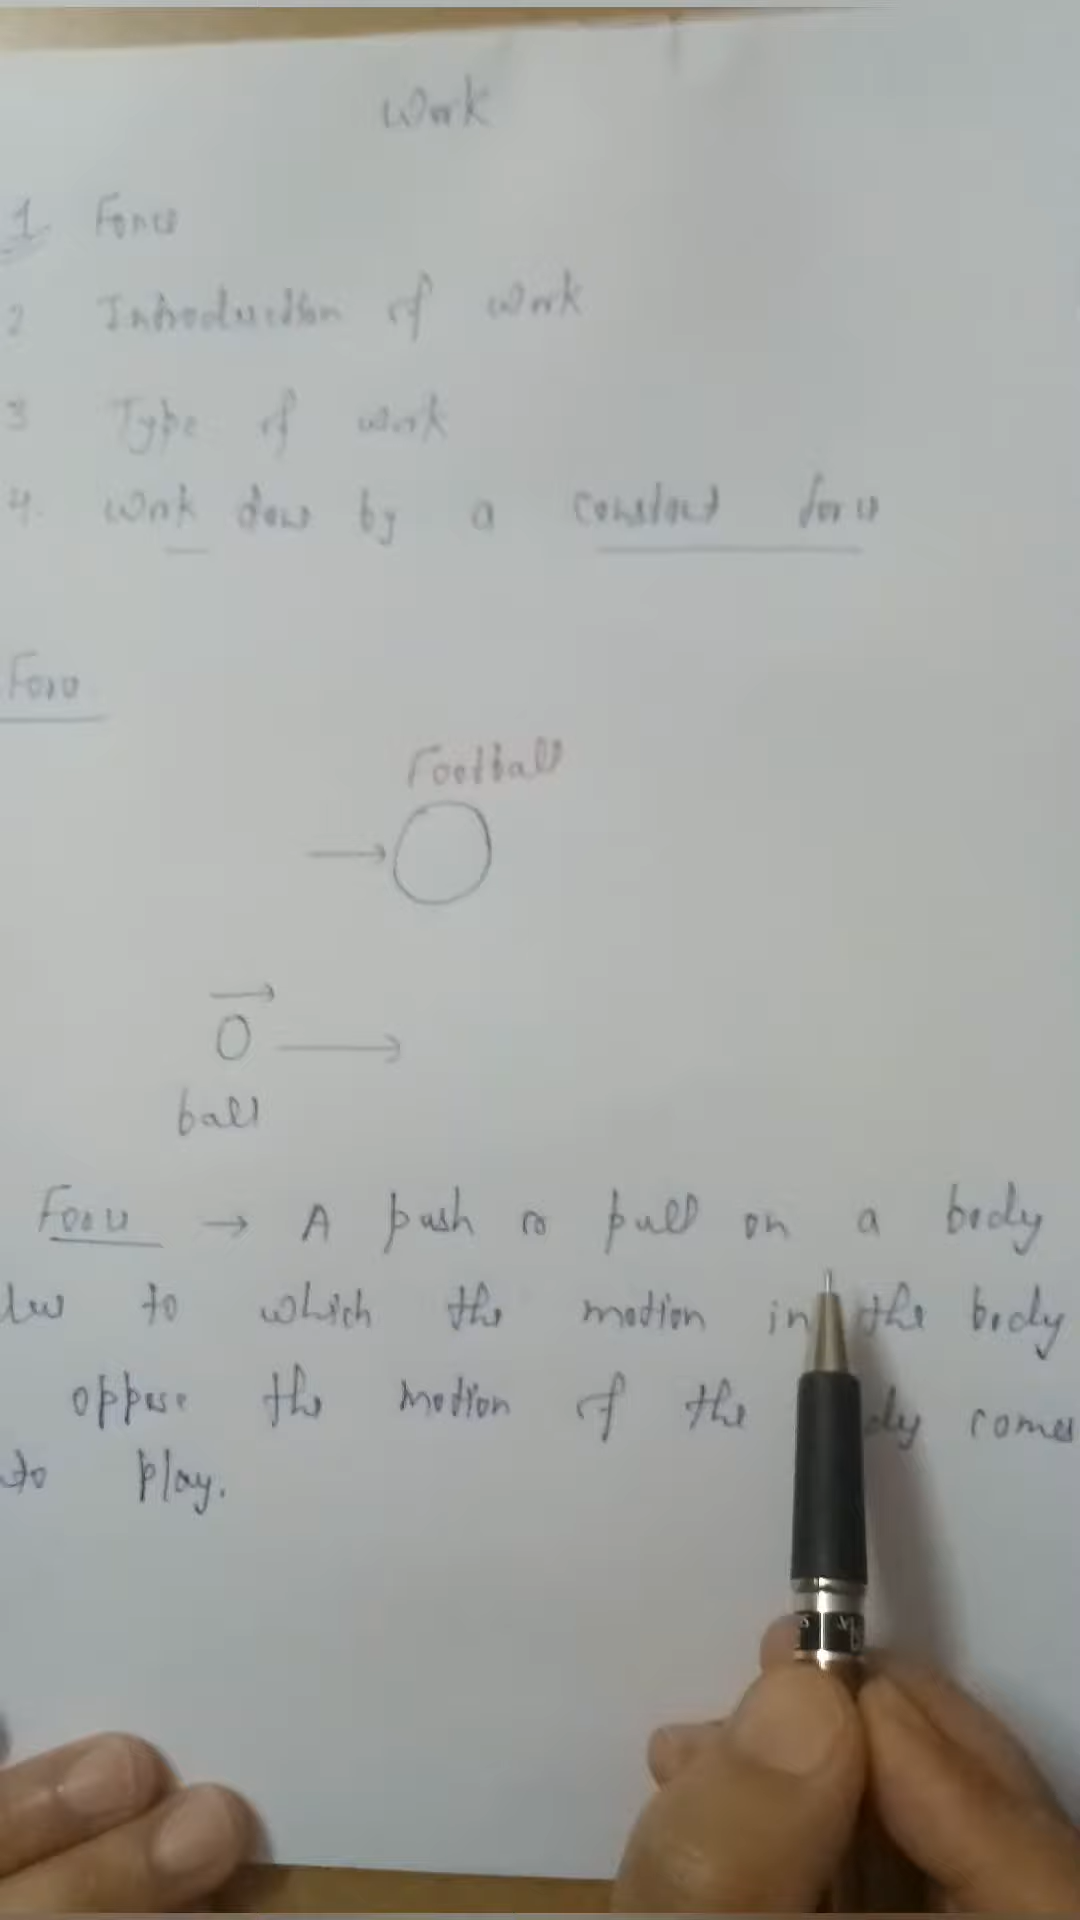 Work
1. Force
2 Introduction of work
3 Type of work
4. Work done by a constant force
Force
Football
ball
Force → A push or pull on a body
due to which the motion in the body
oppose the motion of the comes
to play.